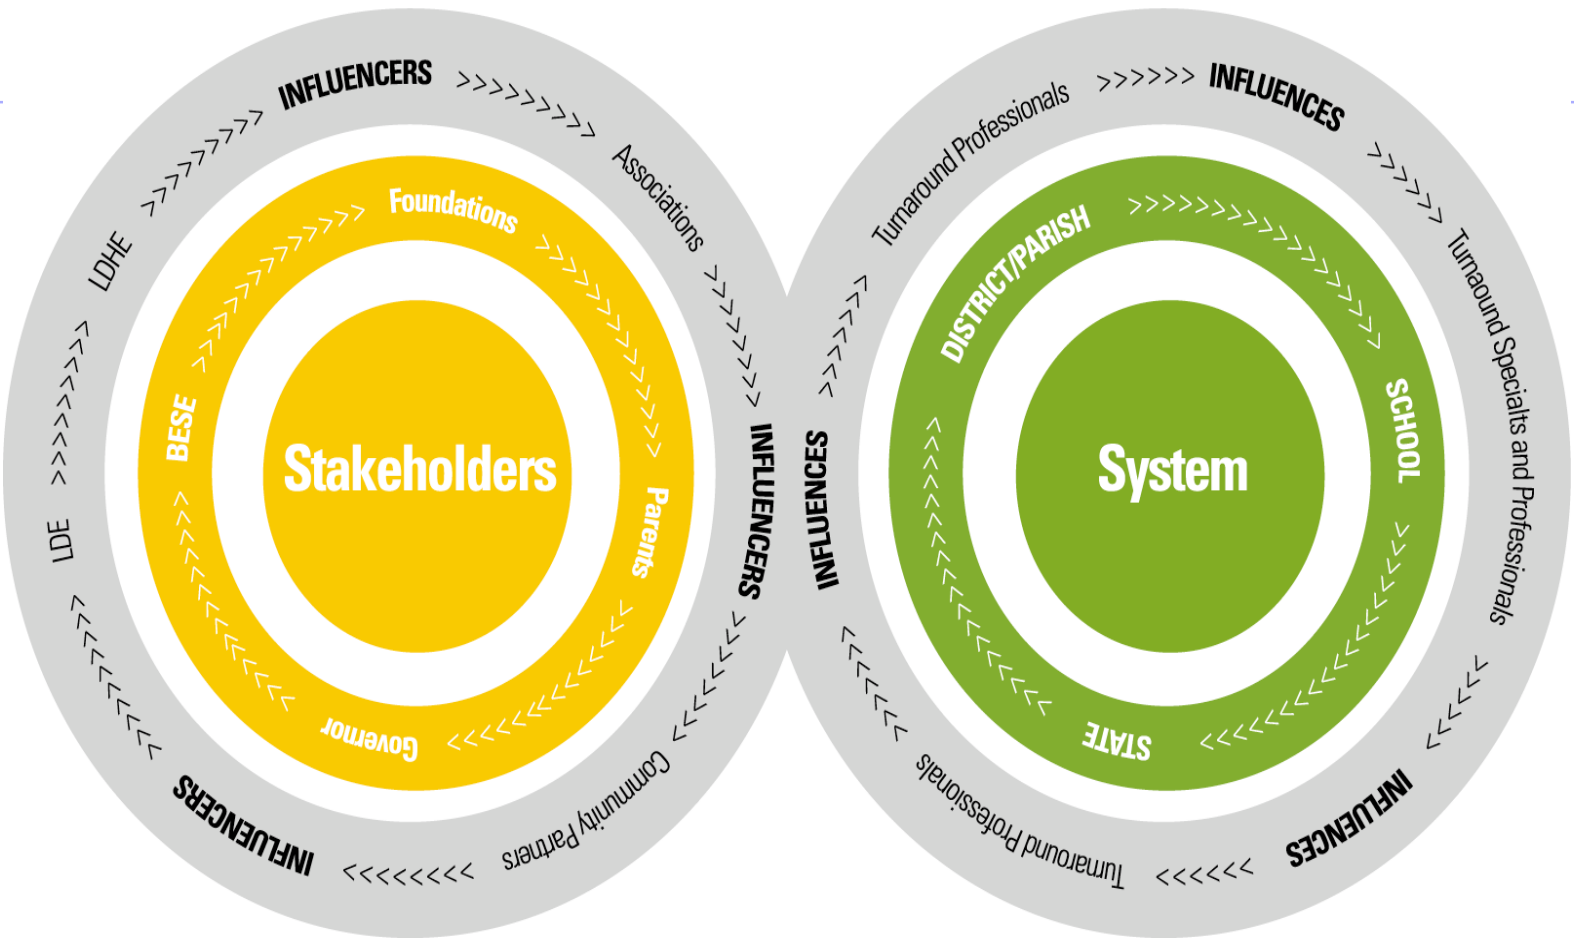 INFLUENCERS
Associations
INFLUENCERS
Community Partners
INFLUENCERS
LDE
LDHE
Foundations
Parents
Governor
BESE
Stakeholders
INFLUENCES
Turnaround Specialts and Professionals
INFLUENCES
Turnaround Professionals
INFLUENCES
Turnaround Professionals
DISTRICT/PARISH
SCHOOL
STATE
System